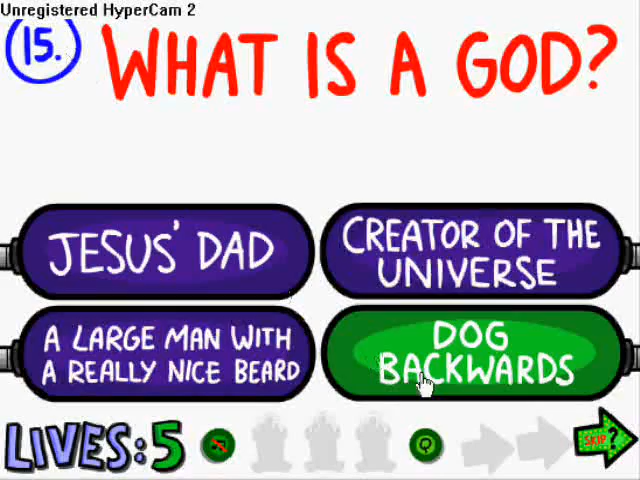 Unregistered HyperCam 2
15. WHAT IS A GOD?
JESUS' DAD
CREATOR OF THE
UNIVERSE
A LARGE MAN WITH
A REALLY NICE BEARD
DOG
BACKWARDS
LIVES: 5
SKIP?